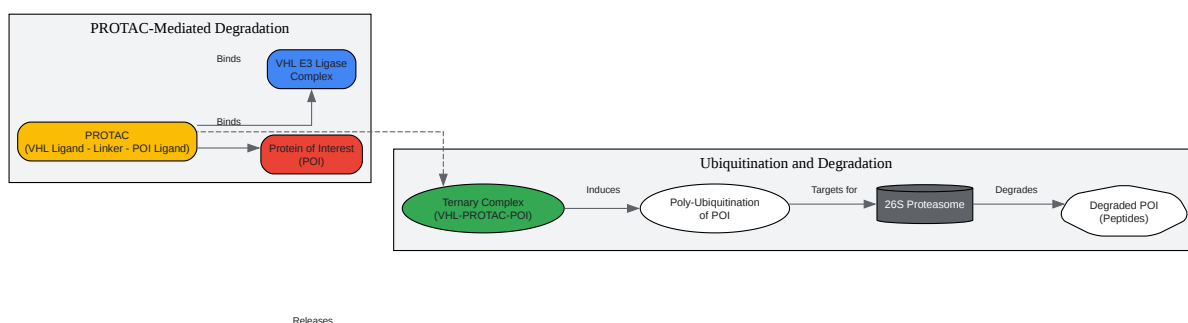 PROTAC-Mediated Degradation
Binds
VHL E3 Ligase
Complex
Binds
PROTAC
(VHL Ligand - Linker - POI Ligand)
Protein of Interest
(POI)
Ubiquitination and Degradation
Ternary Complex
(VHL-PROTAC-POI)
Induces
Poly-Ubiquitination
of POI
Targets for
26S Proteasome
Degrades
Degraded POI
(Peptides)
Releases